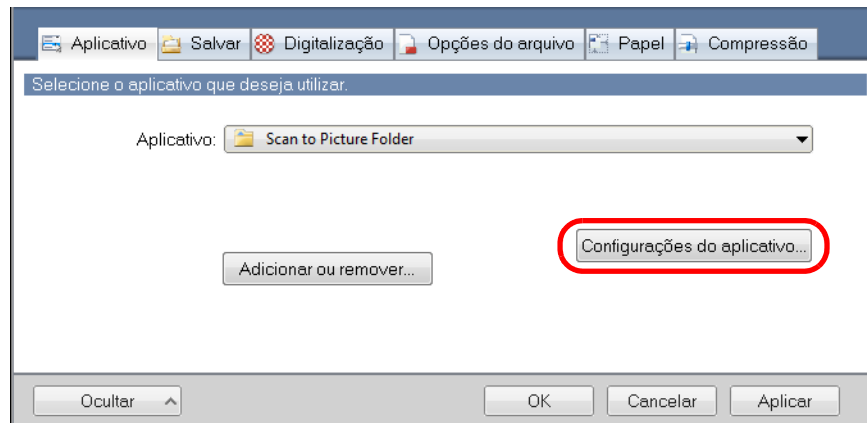 Aplicativo Salvar Digitalização Opções do arquivo Papel Compressão
Selecione o aplicativo que deseja utilizar.
Aplicativo: Scan to Picture Folder
Configurações do aplicativo...
Adicionar ou remover...
Ocultar OK Cancelar Aplicar